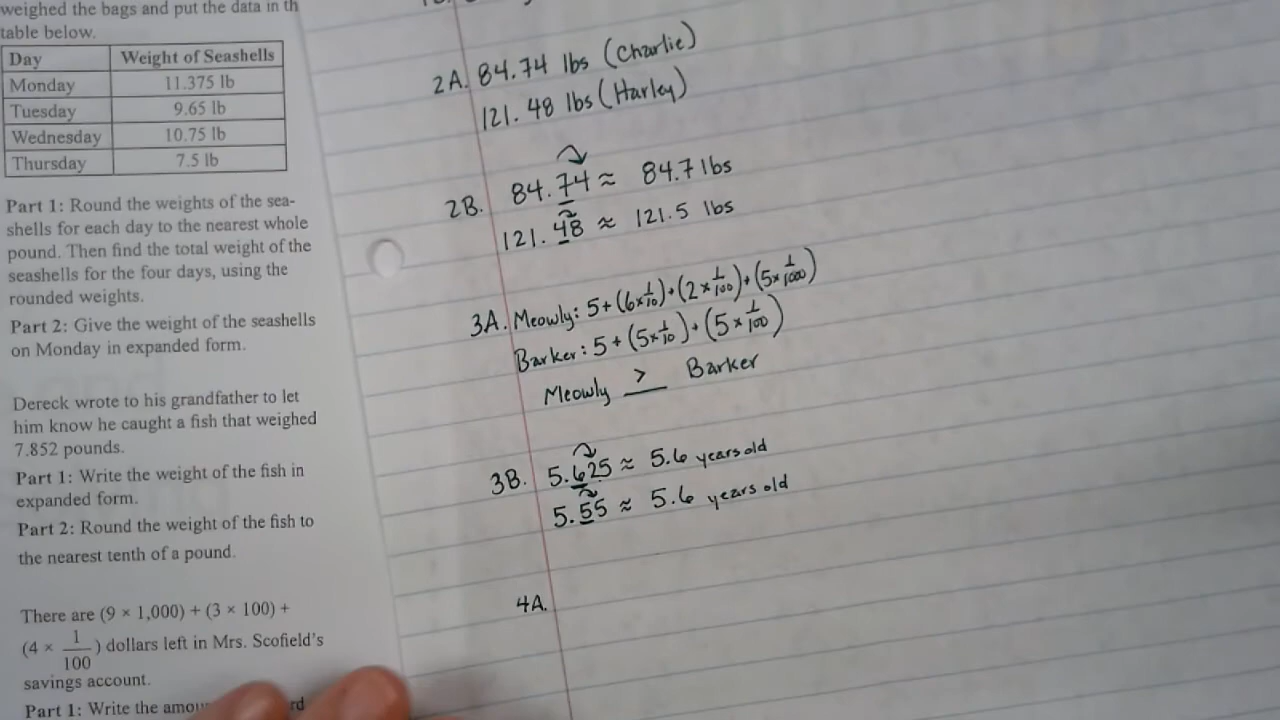 weighed the bags and put the data in th
table below.
Day Weight of Seashells
Monday 11.375 lb
Tuesday 9.65 lb
Wednesday 10.75 lb
Thursday 7.5 lb
Part 1: Round the weights of the sea-
shells for each day to the nearest whole
pound. Then find the total weight of the
seashells for the four days, using the
rounded weights.
Part 2: Give the weight of the seashells
on Monday in expanded form.
Dereck wrote to his grandfather to let
him know he caught a fish that weighed
7.852 pounds.
Part 1: Write the weight of the fish in
expanded form.
Part 2: Round the weight of the fish to
the nearest tenth of a pound.
There are (9 × 1,000) + (3 × 100) +
(4 × 1/100) dollars left in Mrs. Scofield's
savings account.
Part 1: Write the amou rd
2A. 84.74 lbs (Charlie)
121.48 lbs (Harley)
2B. 84.74 ≈ 84.7 lbs
121.48 ≈ 121.5 lbs
3A. Meowly: 5 + (6 × 1/10) + (2 × 1/100) + (5 × 1/1000)
Barker: 5 + (5 × 1/10) + (5 × 1/100)
Meowly > Barker
3B. 5.625 ≈ 5.6 years old
5.55 ≈ 5.6 years old
4A.